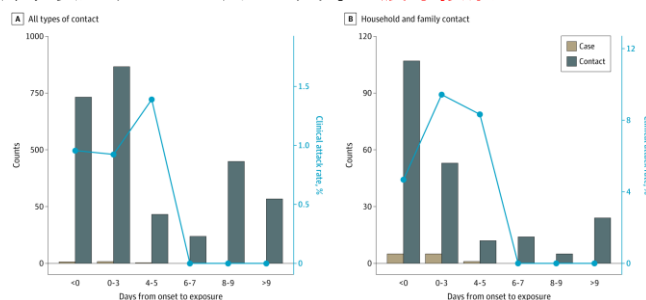 A All types of contact
1000
750
500
50
0
Counts
1.5
1.0
0.5
0
Clinical attack rate, %
<0 0-3 4-5 6-7 8-9 >9
Days from onset to exposure
B Household and family contact
120
90
60
30
0
Counts
Case
Contact
12
8
4
0
<0 0-3 4-5 6-7 8-9 >9
Days from onset to exposure